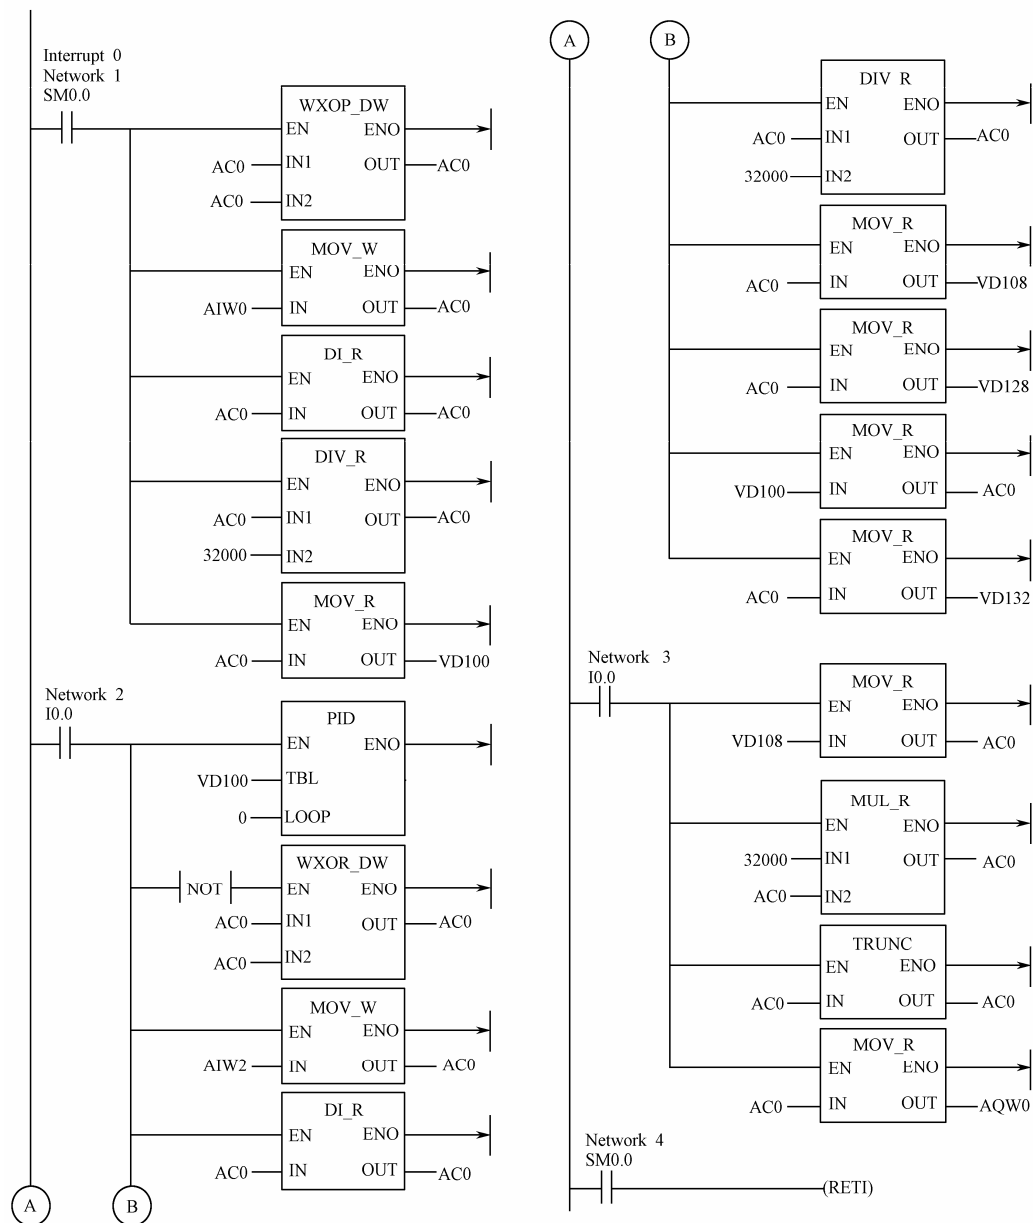 Interrupt 0
Network 1
SM0.0
WXOP_DW
EN ENO
AC0 IN1 OUT AC0
AC0 IN2
MOV_W
EN ENO
AIW0 IN OUT AC0
DI_R
EN ENO
AC0 IN OUT AC0
DIV_R
EN ENO
AC0 IN1 OUT AC0
32000 IN2
MOV_R
EN ENO
AC0 IN OUT VD100
Network 2
I0.0
PID
EN ENO
VD100 TBL
0 LOOP
WXOR_DW
NOT EN ENO
AC0 IN1 OUT AC0
AC0 IN2
MOV_W
EN ENO
AIW2 IN OUT AC0
DI_R
EN ENO
AC0 IN OUT AC0
A B
A B
DIV R
EN ENO
AC0 IN1 OUT AC0
32000 IN2
MOV_R
EN ENO
AC0 IN OUT VD108
MOV_R
EN ENO
AC0 IN OUT VD128
MOV_R
EN ENO
VD100 IN OUT AC0
MOV_R
EN ENO
AC0 IN OUT VD132
Network 3
I0.0
MOV_R
EN ENO
VD108 IN OUT AC0
MUL_R
EN ENO
32000 IN1 OUT AC0
AC0 IN2
TRUNC
EN ENO
AC0 IN OUT AC0
MOV_R
EN ENO
AC0 IN OUT AQW0
Network 4
SM0.0
(RETI)